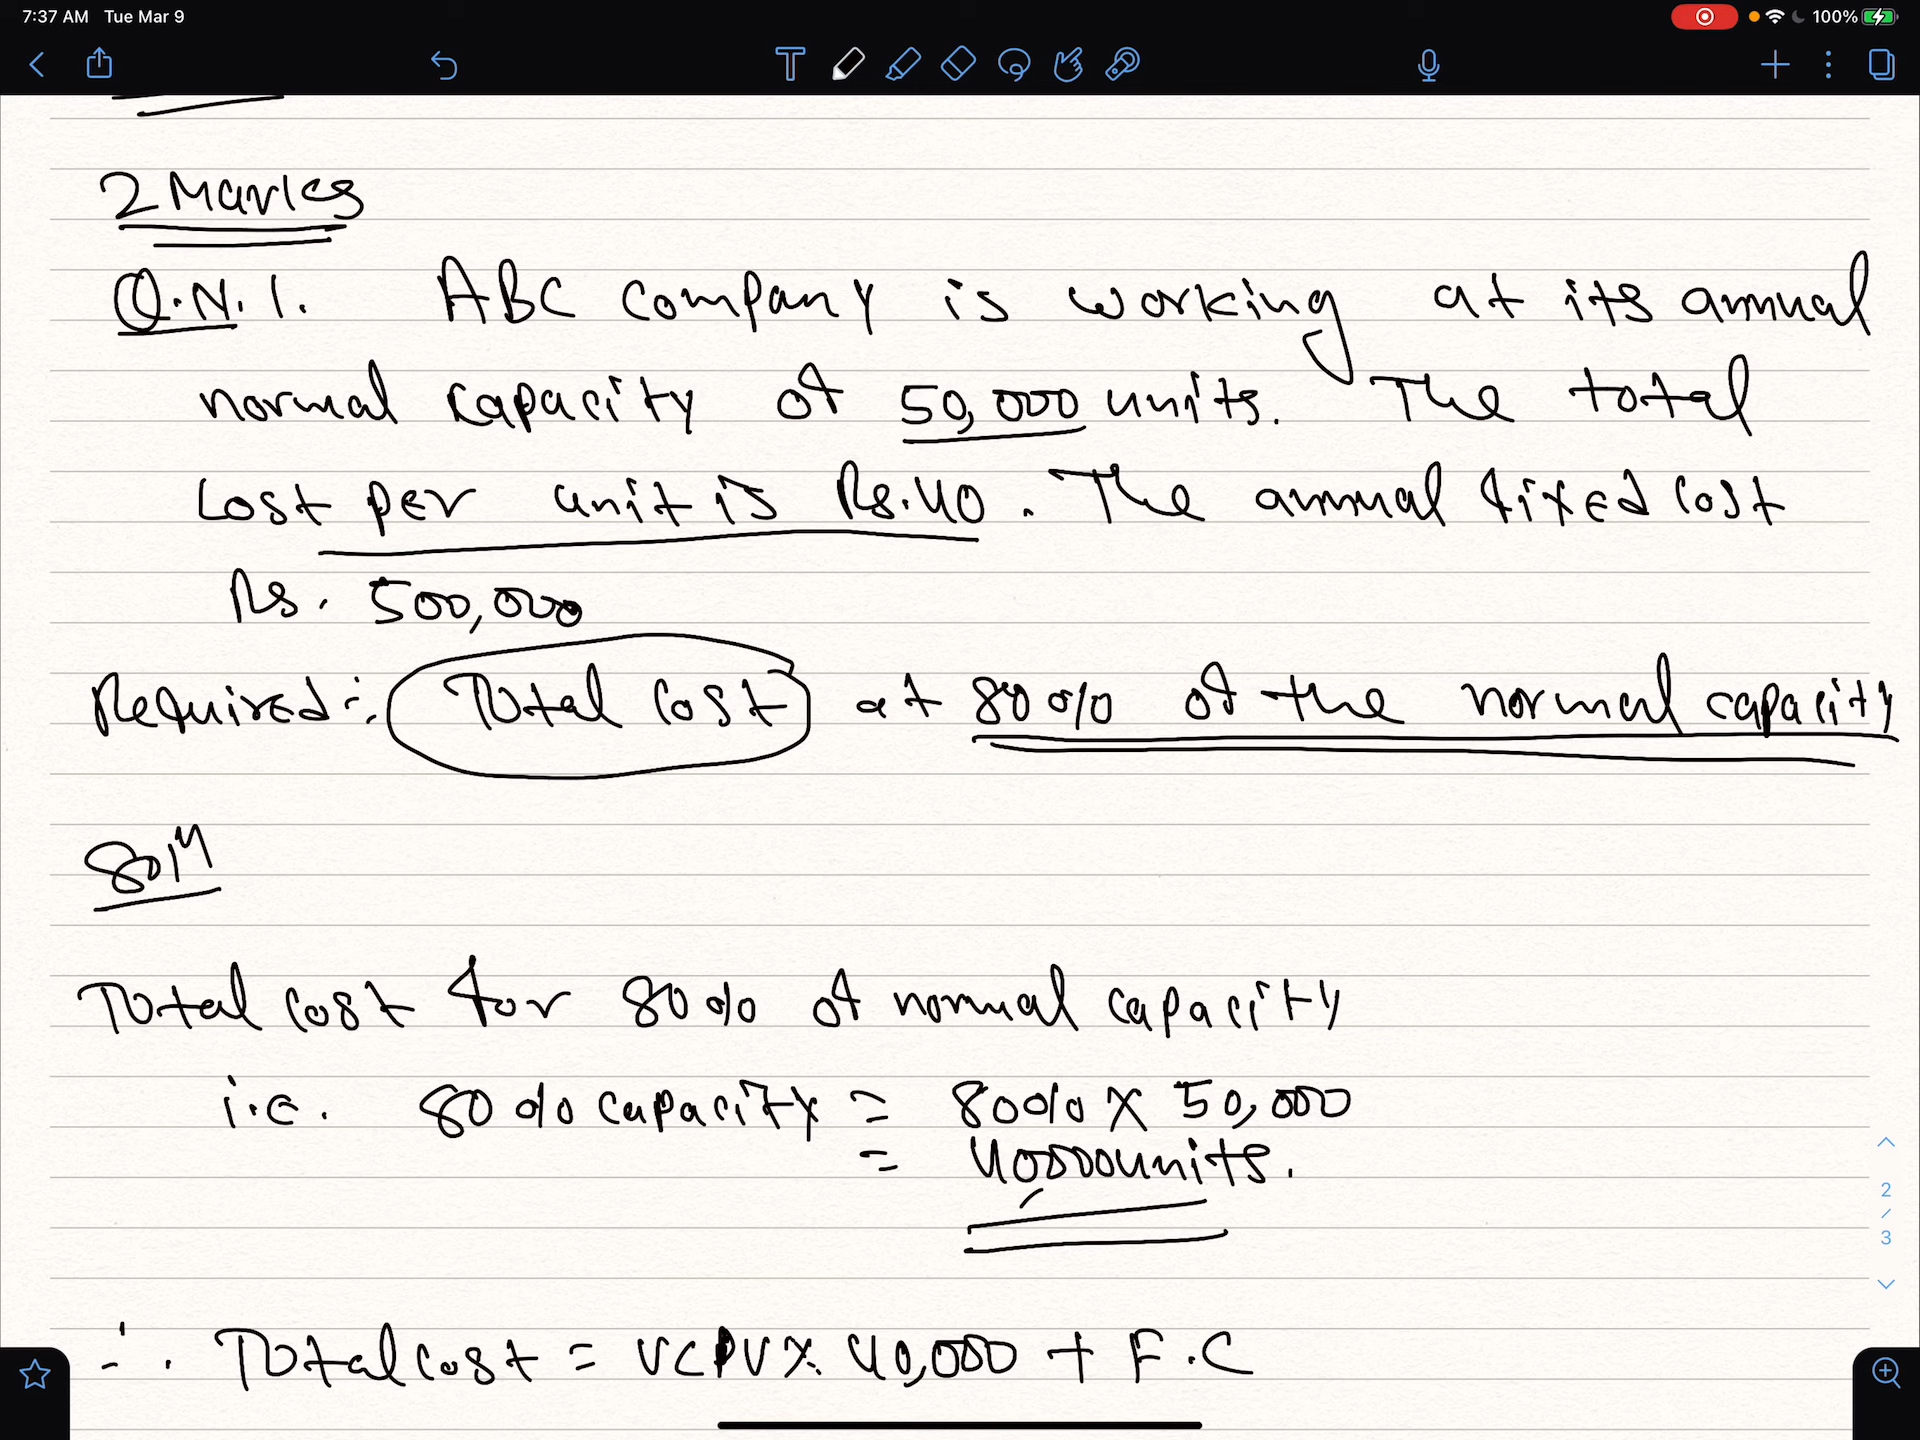 7:37 AM Tue Mar 9
100%
2 Marks
Q.N.1. ABC company is working at its annual
normal capacity of 50,000 units. The total
cost per unit is Rs.40. The annual fixed cost
Rs. 500,000
Required:. Total cost at 80% of the normal capacity
Solⁿ
Total cost for 80% of normal capacity
i.e. 80% capacity = 80% X 50,000
= 40,000 units.
2
/
3
∴ Total cost = VCPU X 40,000 + F.C